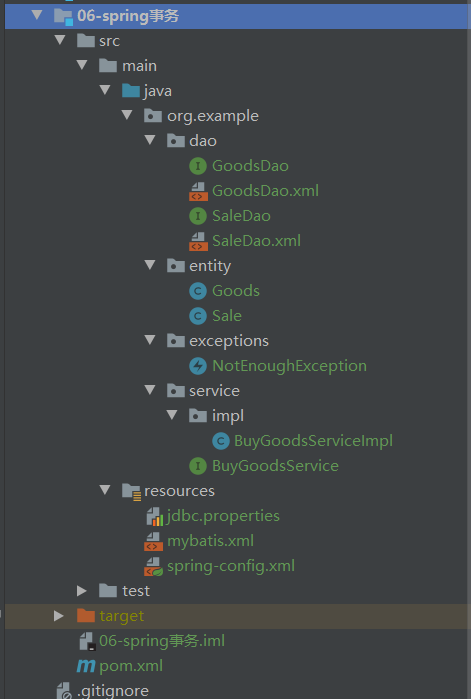 06-spring事务
src
main
java
org.example
dao
GoodsDao
GoodsDao.xml
SaleDao
SaleDao.xml
entity
Goods
Sale
exceptions
NotEnoughException
service
impl
BuyGoodsServiceImpl
BuyGoodsService
resources
jdbc.properties
mybatis.xml
spring-config.xml
test
target
06-spring事务.iml
pom.xml
.gitignore